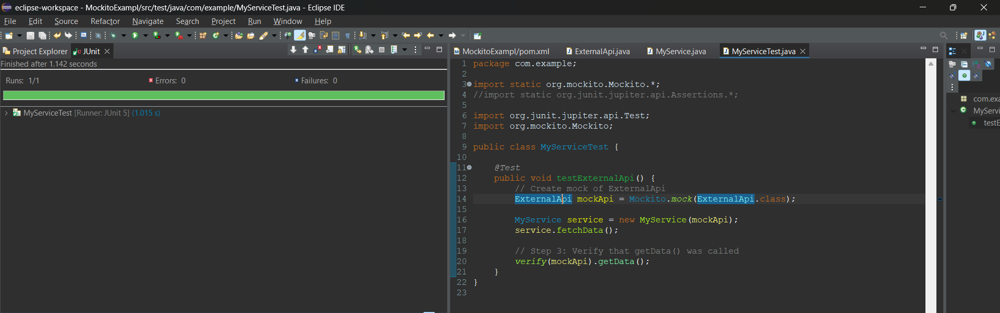 eclipse-workspace - MockitoExampl/src/test/java/com/example/MyServiceTest.java - Eclipse IDE
File Edit Source Refactor Navigate Search Project Run Window Help
Project Explorer JUnit
Finished after 1.142 seconds
Runs: 1/1 Errors: 0 Failures: 0
MyServiceTest [Runner: JUnit 5] (1.015 s)
MockitoExampl/pom.xml ExternalApi.java MyService.java MyServiceTest.java
1 package com.example;
2
3 import static org.mockito.Mockito.*;
4 //import static org.junit.jupiter.api.Assertions.*;
5
6 import org.junit.jupiter.api.Test;
7 import org.mockito.Mockito;
8
9 public class MyServiceTest {
10
11 @Test
12 public void testExternalApi() {
13 // Create mock of ExternalApi
14 ExternalApi mockApi = Mockito.mock(ExternalApi.class);
15
16 MyService service = new MyService(mockApi);
17 service.fetchData();
18
19 // Step 3: Verify that getData() was called
20 verify(mockApi).getData();
21 }
22 }
23
com.exa
MyServi
testE